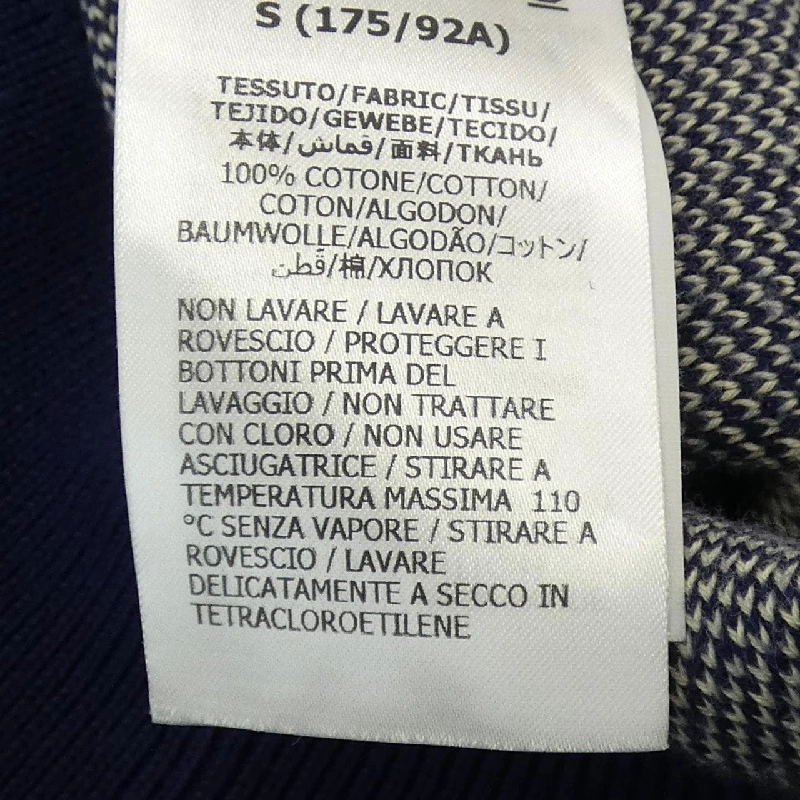 S (175/92A)
TESSUTO/FABRIC/TISSU/
TEJIDO/GEWEBE/TECIDO/
本体/قماش/面料/ТКАНЬ
100% COTONE/COTTON/
COTON/ALGODON/
BAUMWOLLE/ALGODÃO/コットン/
قطن/棉/ХЛОПОК
NON LAVARE / LAVARE A
ROVESCIO / PROTEGGERE I
BOTTONI PRIMA DEL
LAVAGGIO / NON TRATTARE
CON CLORO / NON USARE
ASCIUGATRICE / STIRARE A
TEMPERATURA MASSIMA 110
°C SENZA VAPORE / STIRARE A
ROVESCIO / LAVARE
DELICATAMENTE A SECCO IN
TETRACLOROETILENE